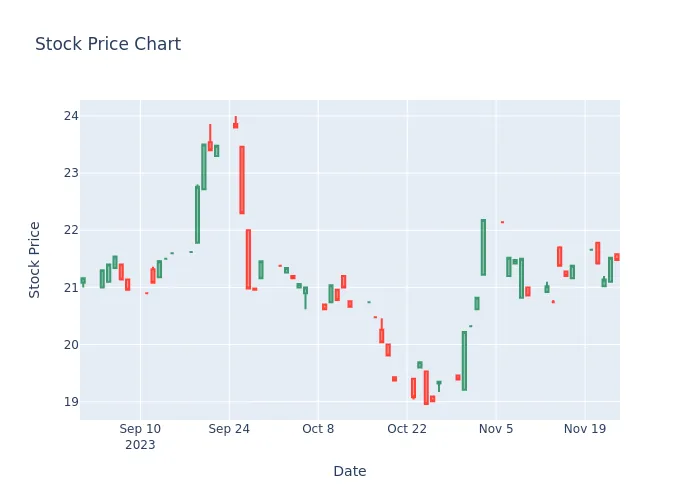 Stock Price Chart
24
23
22
21
20
19
Stock Price
Sep 10
2023
Sep 24
Oct 8
Oct 22
Nov 5
Nov 19
Date